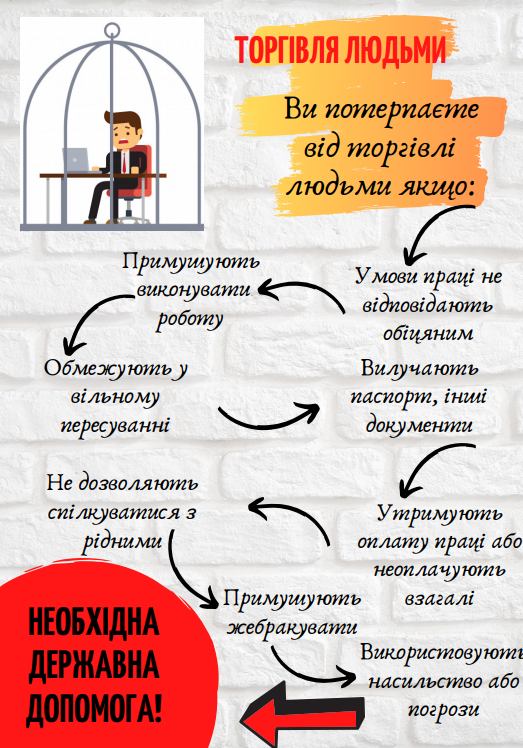 ТОРГІВЛЯ ЛЮДЬМИ
Ви потерпаєте
від торгівлі
людьми якщо:
Умови праці не
відповідають
обіцяним
Примушують
виконувати
роботу
Обмежують у
вільному
пересуванні
Вилучають
паспорт, інші
документи
Утримують
оплату праці або
неоплачують
взагалі
Не дозволяють
спілкуватися з
рідними
Примушують
жебракувати
Використовують
насильство або
погрози
НЕОБХІДНА
ДЕРЖАВНА
ДОПОМОГА!